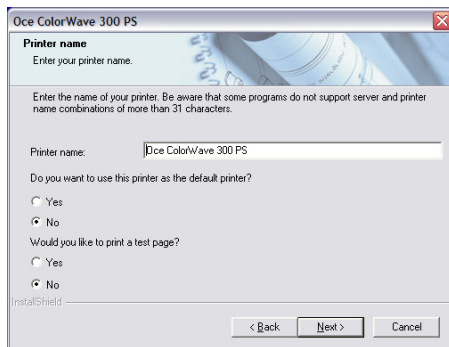 Oce ColorWave 300 PS
Printer name
Enter your printer name.
Enter the name of your printer. Be aware that some programs do not support server and printer
name combinations of more than 31 characters.
Printer name:
Oce ColorWave 300 PS
Do you want to use this printer as the default printer?
Yes
No
Would you like to print a test page?
Yes
No
InstallShield
< Back
Next >
Cancel